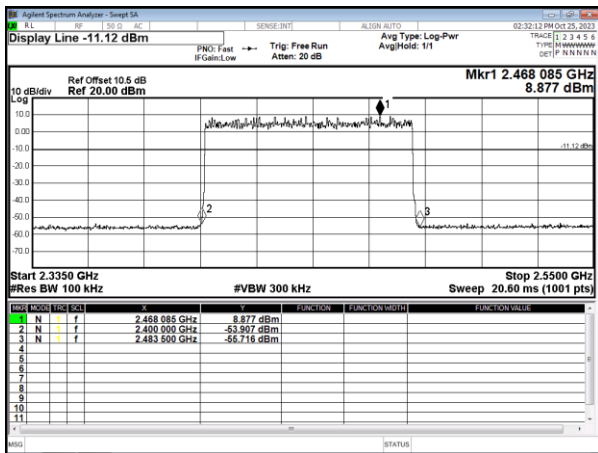 Agilent Spectrum Analyzer - Swept SA
RL RF 50 Ω AC SENSE:INT ALIGN AUTO 02:32:12 PM Oct 25, 2023
Display Line -11.12 dBm
PNO: Fast Trig: Free Run Avg Type: Log-Pwr TRACE 1 2 3 4 5 6
IFGain:Low Atten: 20 dB Avg|Hold: 1/1 TYPE M WWWWW
DET P N N N N N
Ref Offset 10.5 dB Mkr1 2.468 085 GHz
10 dB/div Ref 20.00 dBm 8.877 dBm
Log
1
10.0
0.00
-10.0
-11.12 dBm
-20.0
-30.0
-40.0
-50.0
2 3
-60.0
-70.0
Start 2.3350 GHz Stop 2.5500 GHz
#Res BW 100 kHz #VBW 300 kHz Sweep 20.60 ms (1001 pts)
MKR MODE TRC SCL X Y FUNCTION FUNCTION WIDTH FUNCTION VALUE
1 N 1 f 2.468 085 GHz 8.877 dBm
2 N 1 f 2.400 000 GHz -53.907 dBm
3 N 1 f 2.483 500 GHz -55.716 dBm
4
5
6
7
8
9
10
11
MSG STATUS